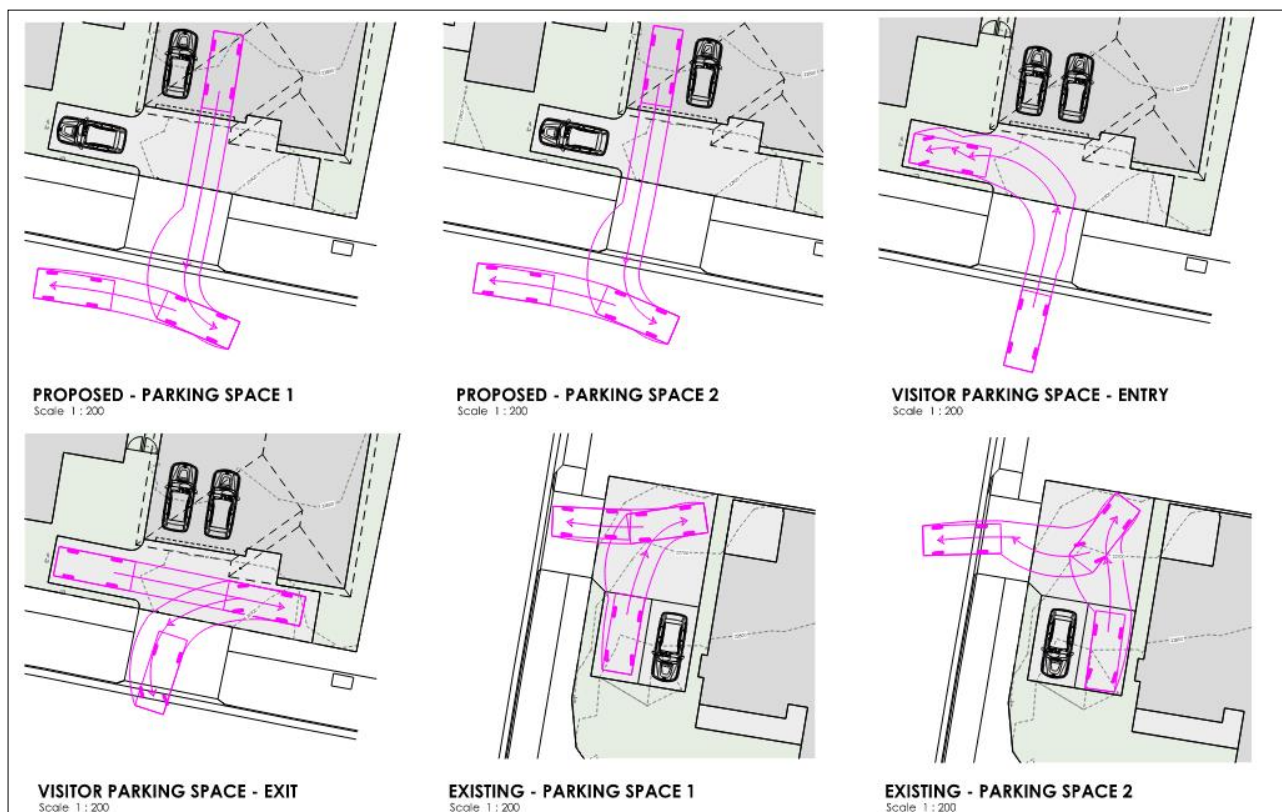 PROPOSED - PARKING SPACE 1
Scale 1 : 200
PROPOSED - PARKING SPACE 2
Scale 1 : 200
VISITOR PARKING SPACE - ENTRY
Scale 1 : 200
VISITOR PARKING SPACE - EXIT
Scale 1 : 200
EXISTING - PARKING SPACE 1
Scale 1 : 200
EXISTING - PARKING SPACE 2
Scale 1 : 200